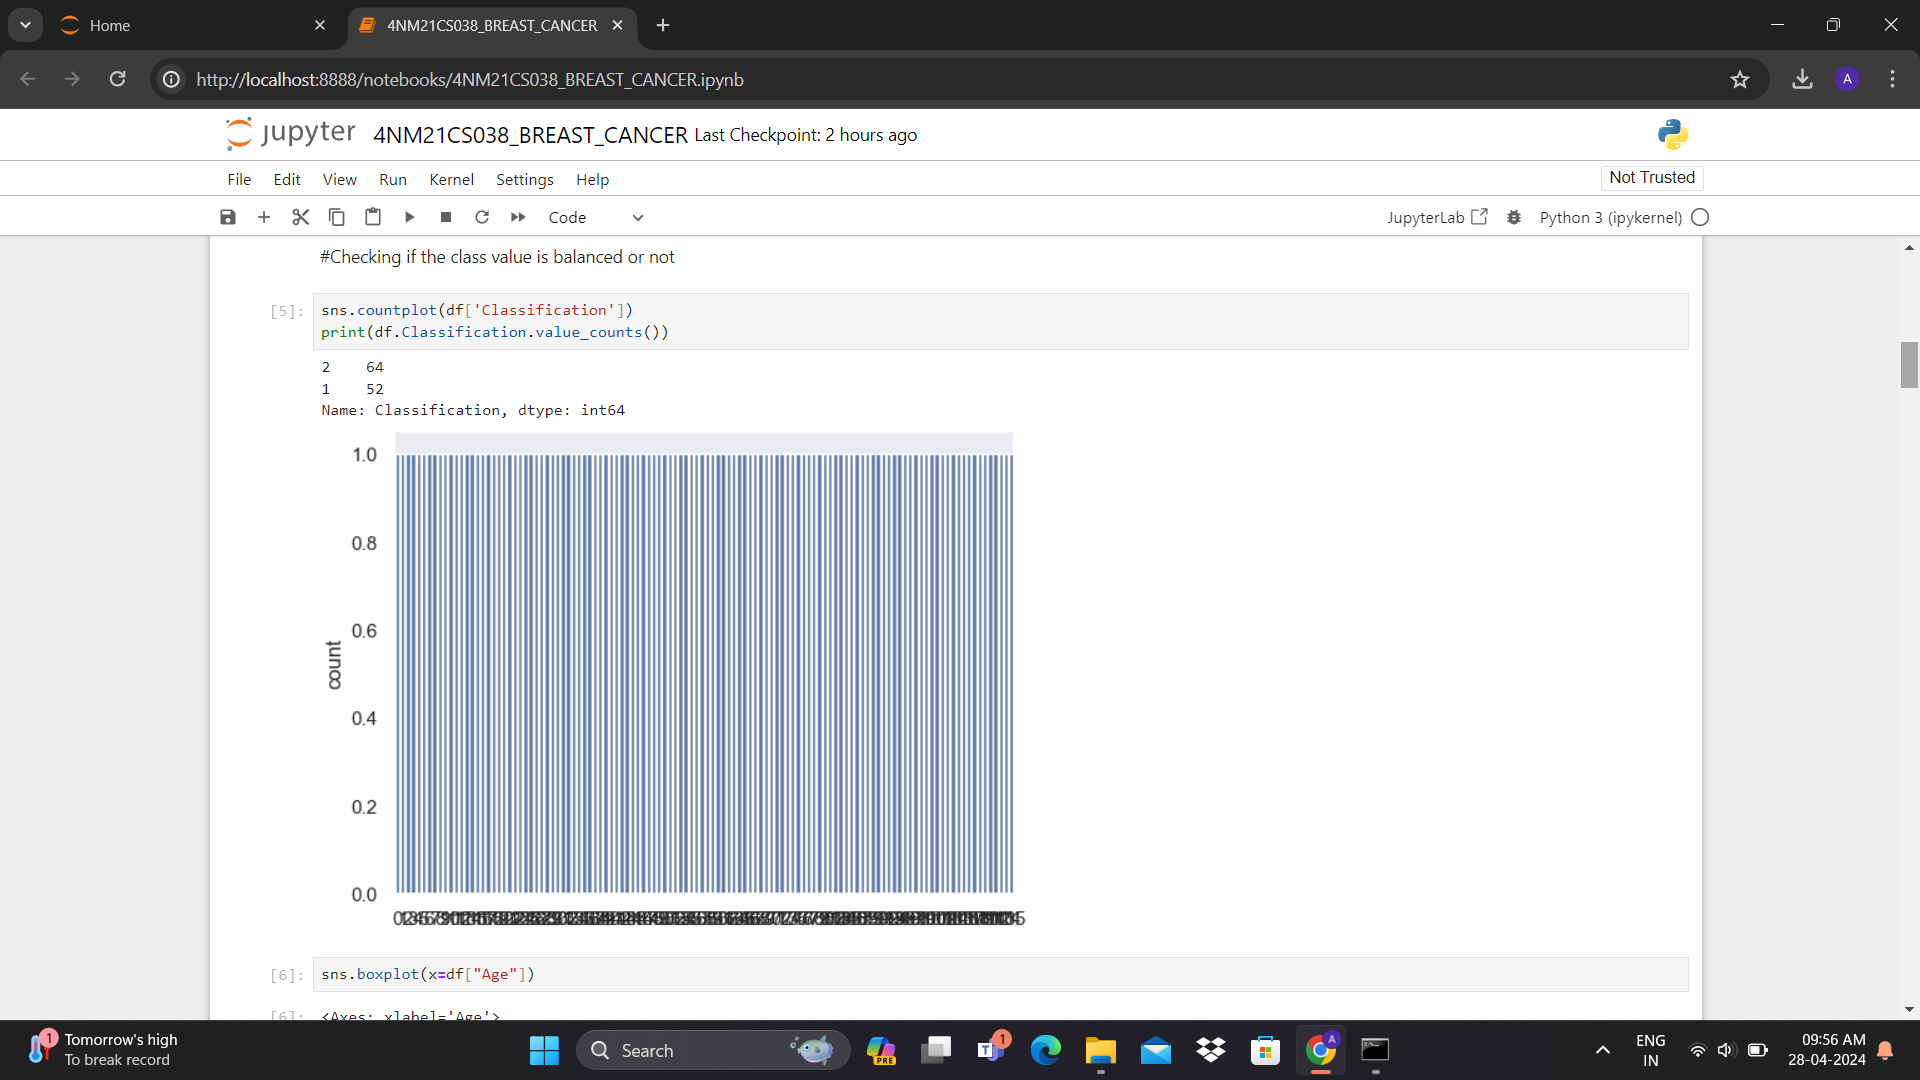 Home
4NM21CS038_BREAST_CANCER
http://localhost:8888/notebooks/4NM21CS038_BREAST_CANCER.ipynb
A
jupyter 4NM21CS038_BREAST_CANCER Last Checkpoint: 2 hours ago
File Edit View Run Kernel Settings Help
Not Trusted
Code
JupyterLab
Python 3 (ipykernel)
#Checking if the class value is balanced or not
[5]: sns.countplot(df['Classification'])
print(df.Classification.value_counts())
2 64
1 52
Name: Classification, dtype: int64
1.0
0.8
0.6
0.4
0.2
0.0
count
[6]: sns.boxplot(x=df["Age"])
[6]: <Axes: xlabel='Age'>
1
Tomorrow's high
To break record
Search
PRE
T
1
A
ENG
IN
09:56 AM
28-04-2024